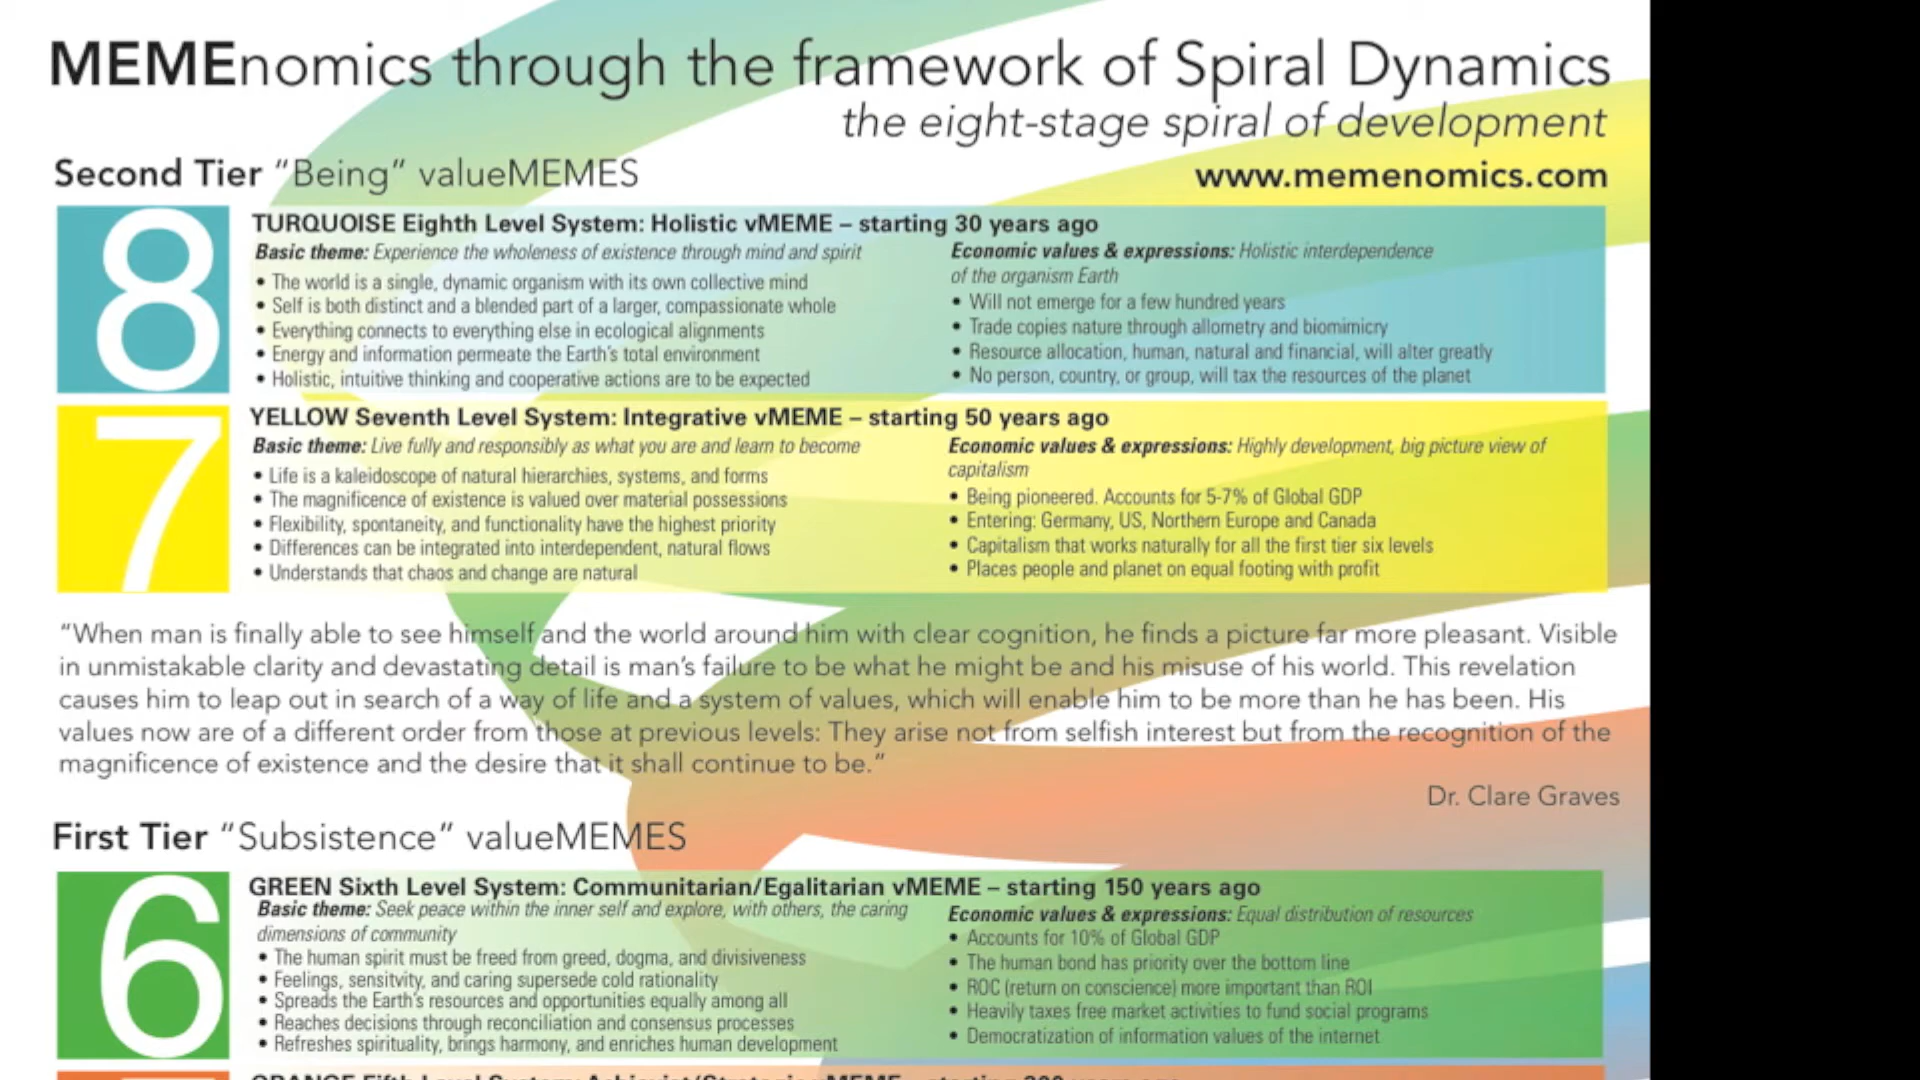 MEMEnomics through the framework of Spiral Dynamics
the eight-stage spiral of development
Second Tier “Being” valueMEMES
www.memenomics.com
8
TURQUOISE Eighth Level System: Holistic vMEME – starting 30 years ago
Basic theme: Experience the wholeness of existence through mind and spirit
• The world is a single, dynamic organism with its own collective mind
• Self is both distinct and a blended part of a larger, compassionate whole
• Everything connects to everything else in ecological alignments
• Energy and information permeate the Earth’s total environment
• Holistic, intuitive thinking and cooperative actions are to be expected
Economic values & expressions: Holistic interdependence
of the organism Earth
• Will not emerge for a few hundred years
• Trade copies nature through allometry and biomimicry
• Resource allocation, human, natural and financial, will alter greatly
• No person, country, or group, will tax the resources of the planet
7
YELLOW Seventh Level System: Integrative vMEME – starting 50 years ago
Basic theme: Live fully and responsibly as what you are and learn to become
• Life is a kaleidoscope of natural hierarchies, systems, and forms
• The magnificence of existence is valued over material possessions
• Flexibility, spontaneity, and functionality have the highest priority
• Differences can be integrated into interdependent, natural flows
• Understands that chaos and change are natural
Economic values & expressions: Highly development, big picture view of
capitalism
• Being pioneered. Accounts for 5-7% of Global GDP
• Entering: Germany, US, Northern Europe and Canada
• Capitalism that works naturally for all the first tier six levels
• Places people and planet on equal footing with profit
“When man is finally able to see himself and the world around him with clear cognition, he finds a picture far more pleasant. Visible
in unmistakable clarity and devastating detail is man’s failure to be what he might be and his misuse of his world. This revelation
causes him to leap out in search of a way of life and a system of values, which will enable him to be more than he has been. His
values now are of a different order from those at previous levels: They arise not from selfish interest but from the recognition of the
magnificence of existence and the desire that it shall continue to be.”
Dr. Clare Graves
First Tier “Subsistence” valueMEMES
6
GREEN Sixth Level System: Communitarian/Egalitarian vMEME – starting 150 years ago
Basic theme: Seek peace within the inner self and explore, with others, the caring
dimensions of community
• The human spirit must be freed from greed, dogma, and divisiveness
• Feelings, sensitvity, and caring supersede cold rationality
• Spreads the Earth’s resources and opportunities equally among all
• Reaches decisions through reconciliation and consensus processes
• Refreshes spirituality, brings harmony, and enriches human development
Economic values & expressions: Equal distribution of resources
• Accounts for 10% of Global GDP
• The human bond has priority over the bottom line
• ROC (return on conscience) more important than ROI
• Heavily taxes free market activities to fund social programs
• Democratization of information values of the internet